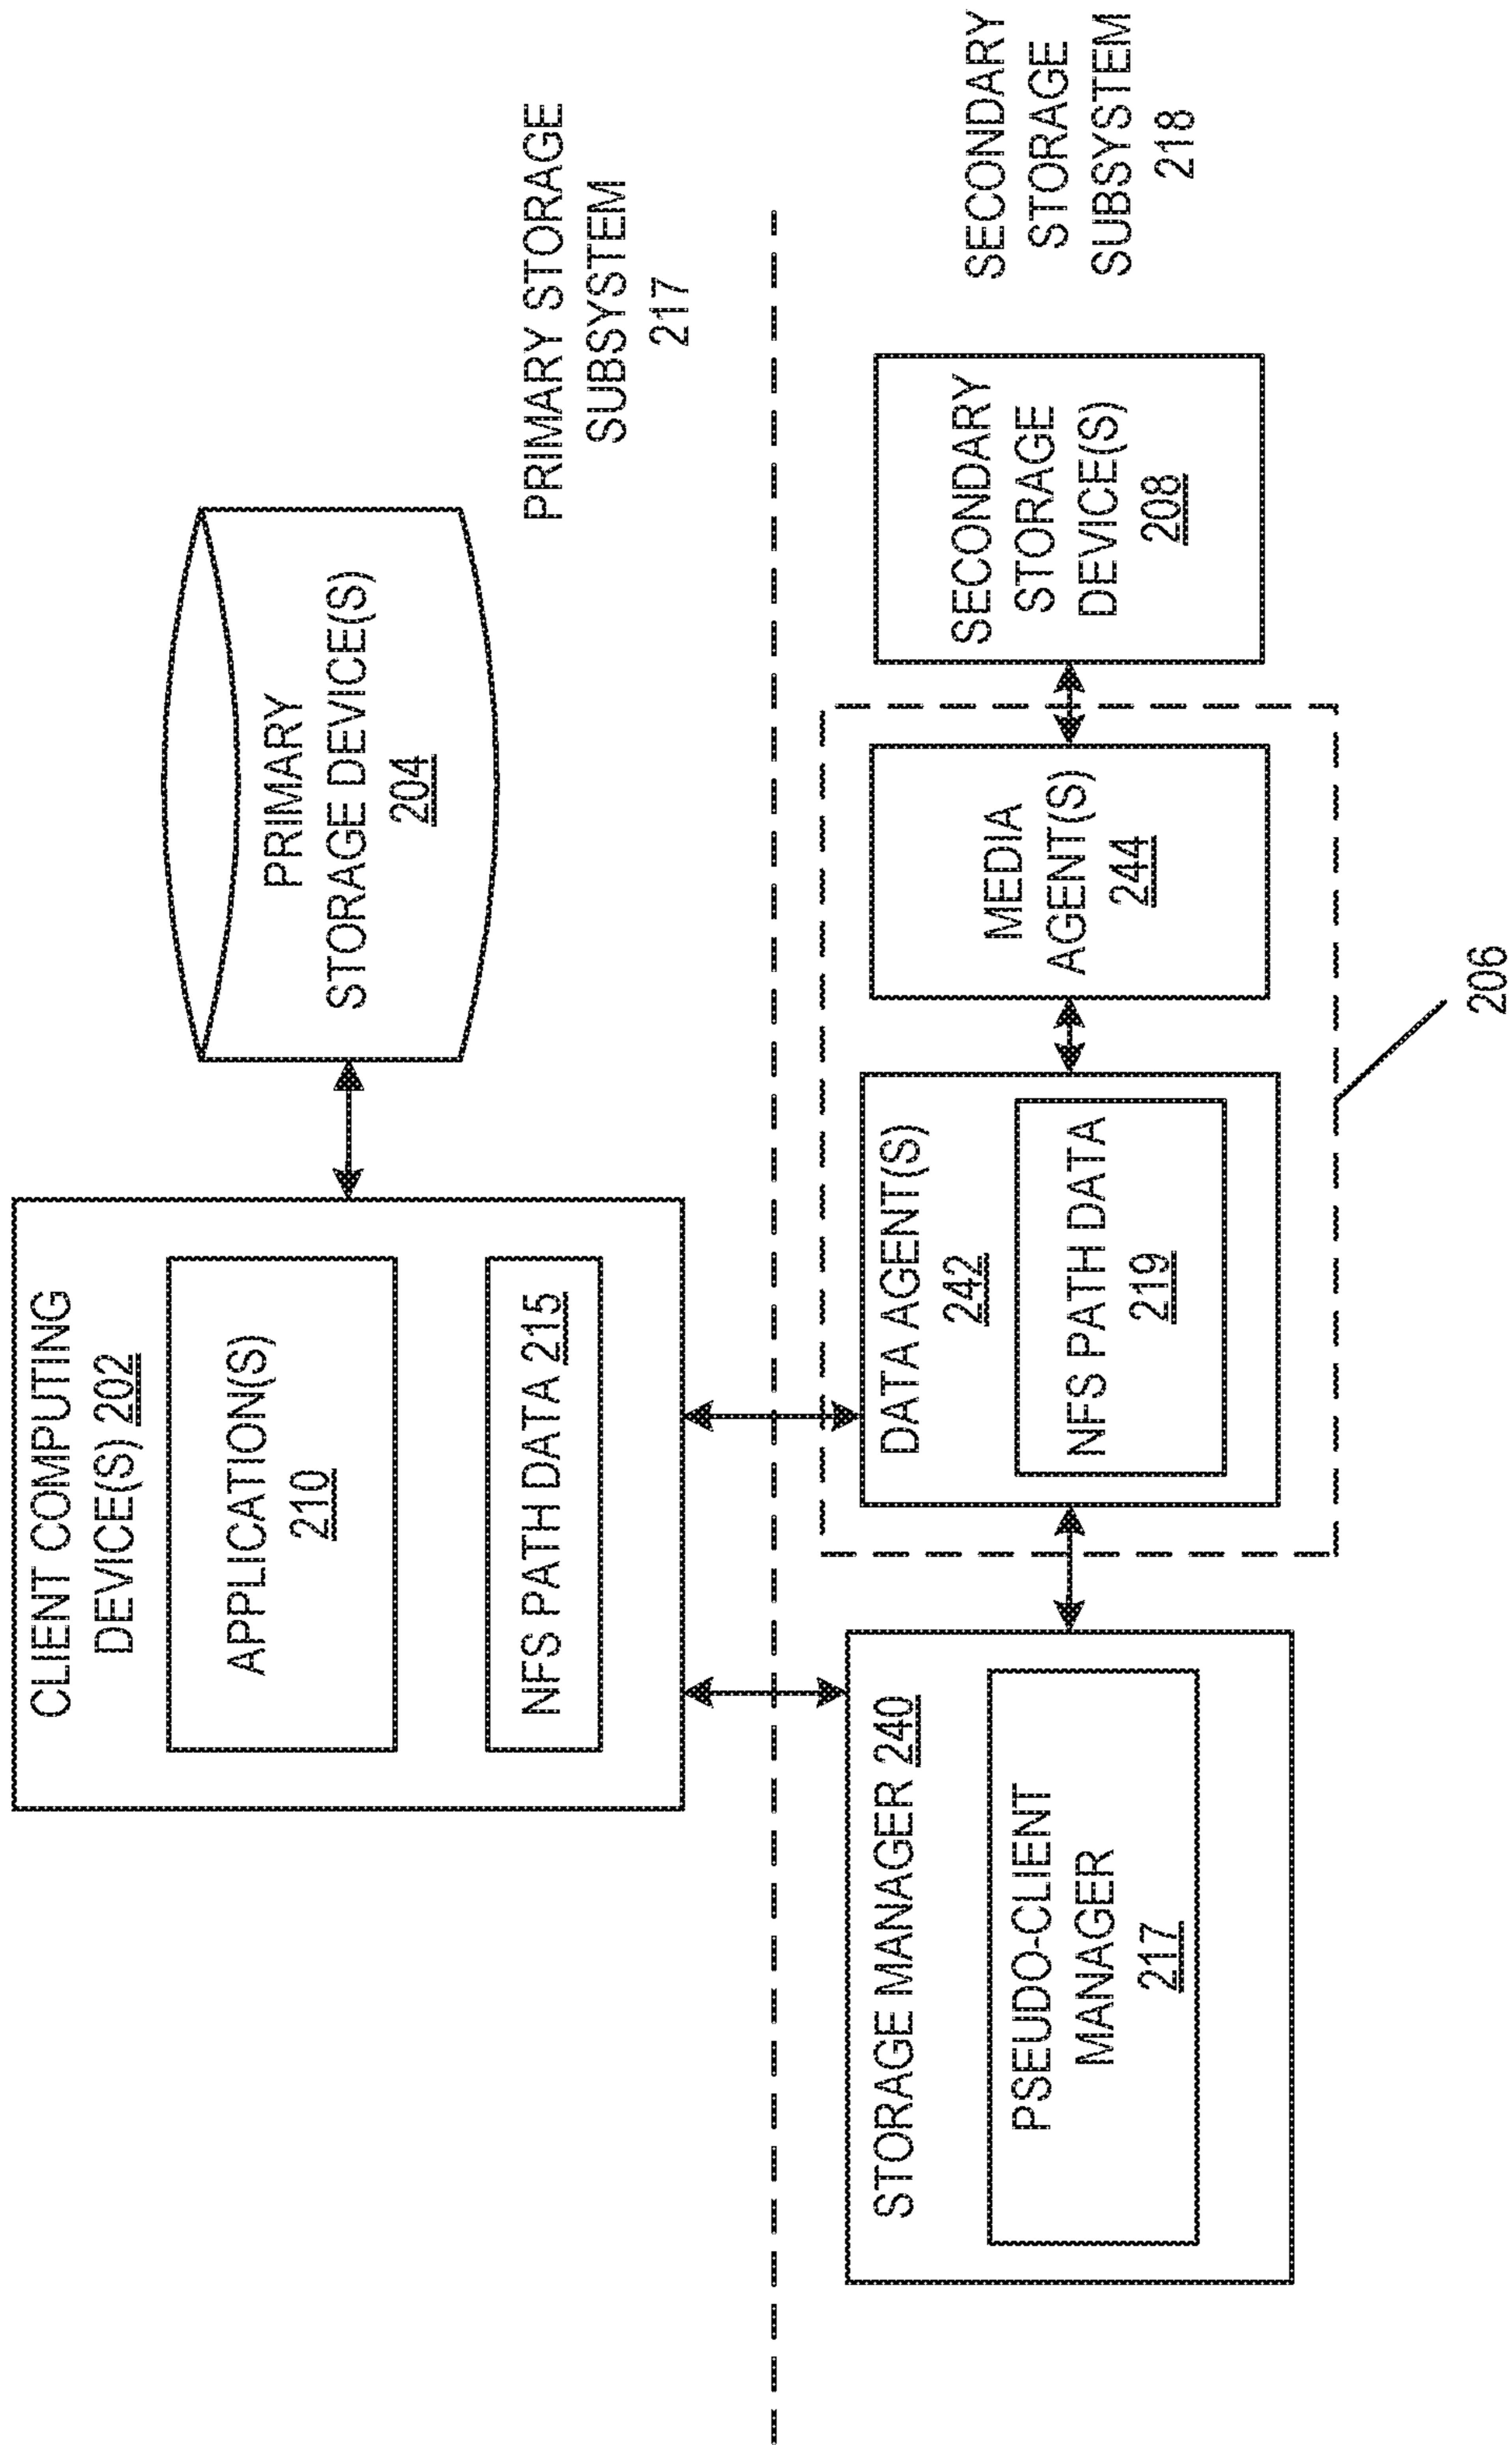 CLIENT COMPUTING
DEVICE(S) 202
APPLICATION(S)
210
NFS PATH DATA 215
PRIMARY
STORAGE DEVICE(S)
204
PRIMARY STORAGE
SUBSYSTEM
217
STORAGE MANAGER 240
PSEUDO-CLIENT
MANAGER
217
DATA AGENT(S)
242
NFS PATH DATA
219
MEDIA
AGENT(S)
244
SECONDARY
STORAGE
DEVICE(S)
208
SECONDARY
STORAGE
SUBSYSTEM
218
206